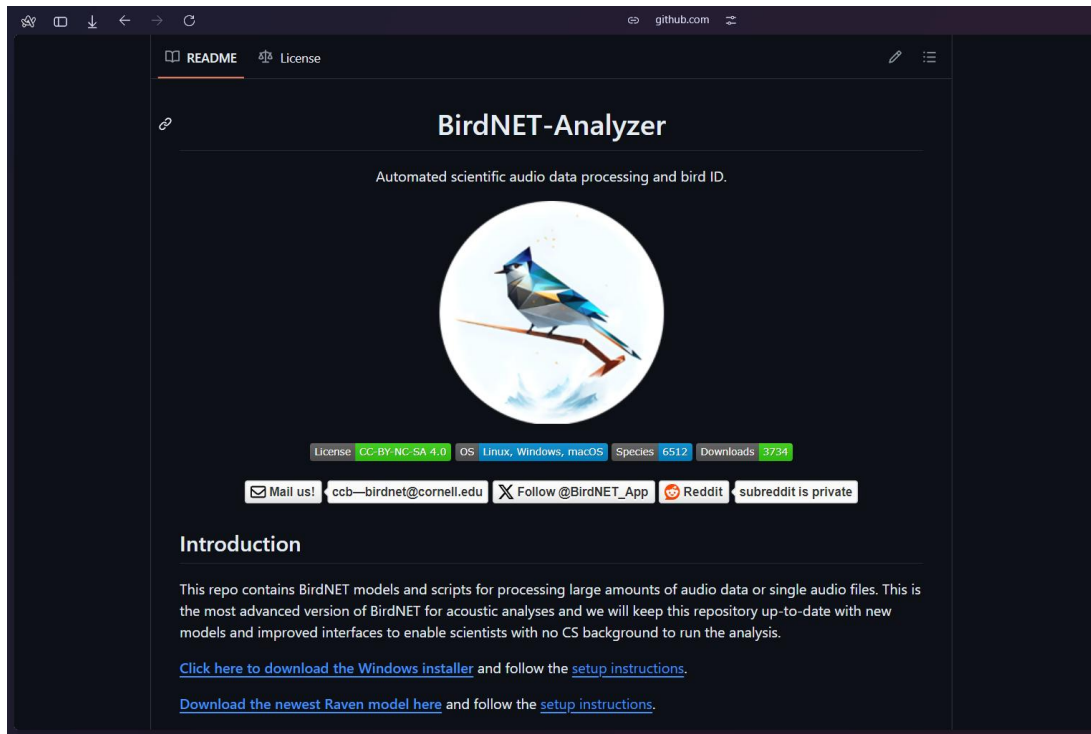 github.com
README
License
BirdNET-Analyzer
Automated scientific audio data processing and bird ID.
License CC-BY-NC-SA 4.0 OS Linux, Windows, macOS Species 6512 Downloads 3734
Mail us! ccb—birdnet@cornell.edu X Follow @BirdNET_App Reddit subreddit is private
Introduction
This repo contains BirdNET models and scripts for processing large amounts of audio data or single audio files. This is
the most advanced version of BirdNET for acoustic analyses and we will keep this repository up-to-date with new
models and improved interfaces to enable scientists with no CS background to run the analysis.
Click here to download the Windows installer and follow the setup instructions.
Download the newest Raven model here and follow the setup instructions.